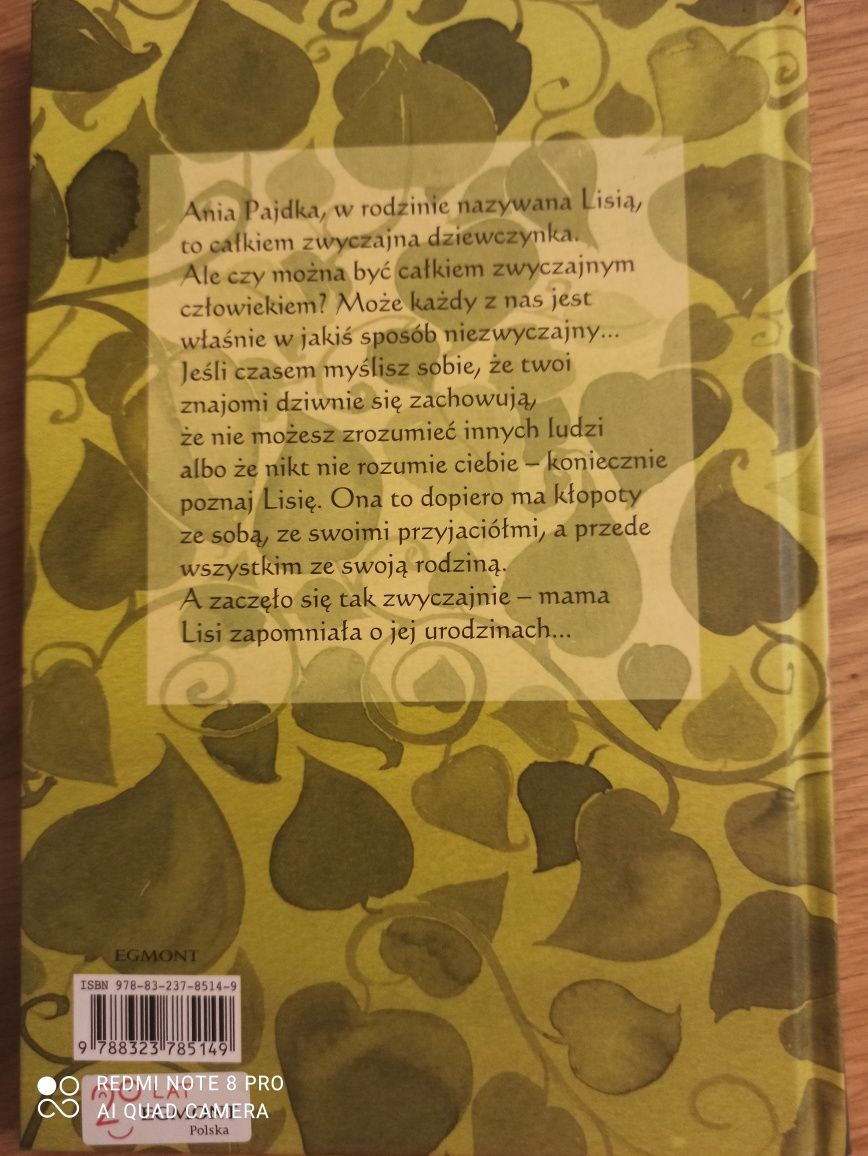 Ania Pajdka, w rodzinie nazywana Lisią,
to całkiem zwyczajna dziewczynka.
Ale czy można być całkiem zwyczajnym
człowiekiem? Może każdy z nas jest
właśnie w jakiś sposób niezwyczajny...
Jeśli czasem myślisz sobie, że twoi
znajomi dziwnie się zachowują,
że nie możesz zrozumieć innych ludzi
albo że nikt nie rozumie ciebie – koniecznie
poznaj Lisię. Ona to dopiero ma kłopoty
ze sobą, ze swoimi przyjaciółmi, a przede
wszystkim ze swoją rodziną.
A zaczęło się tak zwyczajnie – mama
Lisi zapomniała o jej urodzinach...
EGMONT
ISBN 978-83-237-8514-9
9 788323 785149
REDMI NOTE 8 PRO
AI QUAD CAMERA
20 LAT
EGMONT
Polska